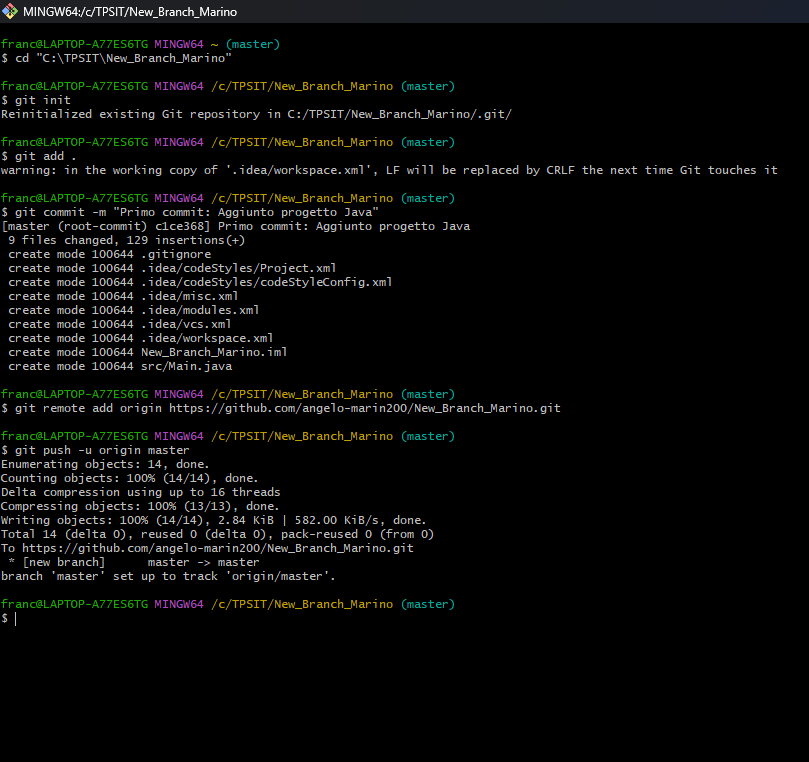 MINGW64:/c/TPSIT/New_Branch_Marino
franc@LAPTOP-A77ES6TG MINGW64 ~ (master)
$ cd "C:\TPSIT\New_Branch_Marino"
franc@LAPTOP-A77ES6TG MINGW64 /c/TPSIT/New_Branch_Marino (master)
$ git init
Reinitialized existing Git repository in C:/TPSIT/New_Branch_Marino/.git/
franc@LAPTOP-A77ES6TG MINGW64 /c/TPSIT/New_Branch_Marino (master)
$ git add .
warning: in the working copy of '.idea/workspace.xml', LF will be replaced by CRLF the next time Git touches it
franc@LAPTOP-A77ES6TG MINGW64 /c/TPSIT/New_Branch_Marino (master)
$ git commit -m "Primo commit: Aggiunto progetto Java"
[master (root-commit) c1ce368] Primo commit: Aggiunto progetto Java
 9 files changed, 129 insertions(+)
 create mode 100644 .gitignore
 create mode 100644 .idea/codeStyles/Project.xml
 create mode 100644 .idea/codeStyles/codeStyleConfig.xml
 create mode 100644 .idea/misc.xml
 create mode 100644 .idea/modules.xml
 create mode 100644 .idea/vcs.xml
 create mode 100644 .idea/workspace.xml
 create mode 100644 New_Branch_Marino.iml
 create mode 100644 src/Main.java
franc@LAPTOP-A77ES6TG MINGW64 /c/TPSIT/New_Branch_Marino (master)
$ git remote add origin https://github.com/angelo-marin200/New_Branch_Marino.git
franc@LAPTOP-A77ES6TG MINGW64 /c/TPSIT/New_Branch_Marino (master)
$ git push -u origin master
Enumerating objects: 14, done.
Counting objects: 100% (14/14), done.
Delta compression using up to 16 threads
Compressing objects: 100% (13/13), done.
Writing objects: 100% (14/14), 2.84 KiB | 582.00 KiB/s, done.
Total 14 (delta 0), reused 0 (delta 0), pack-reused 0 (from 0)
To https://github.com/angelo-marin200/New_Branch_Marino.git
 * [new branch]      master -> master
branch 'master' set up to track 'origin/master'.
franc@LAPTOP-A77ES6TG MINGW64 /c/TPSIT/New_Branch_Marino (master)
$